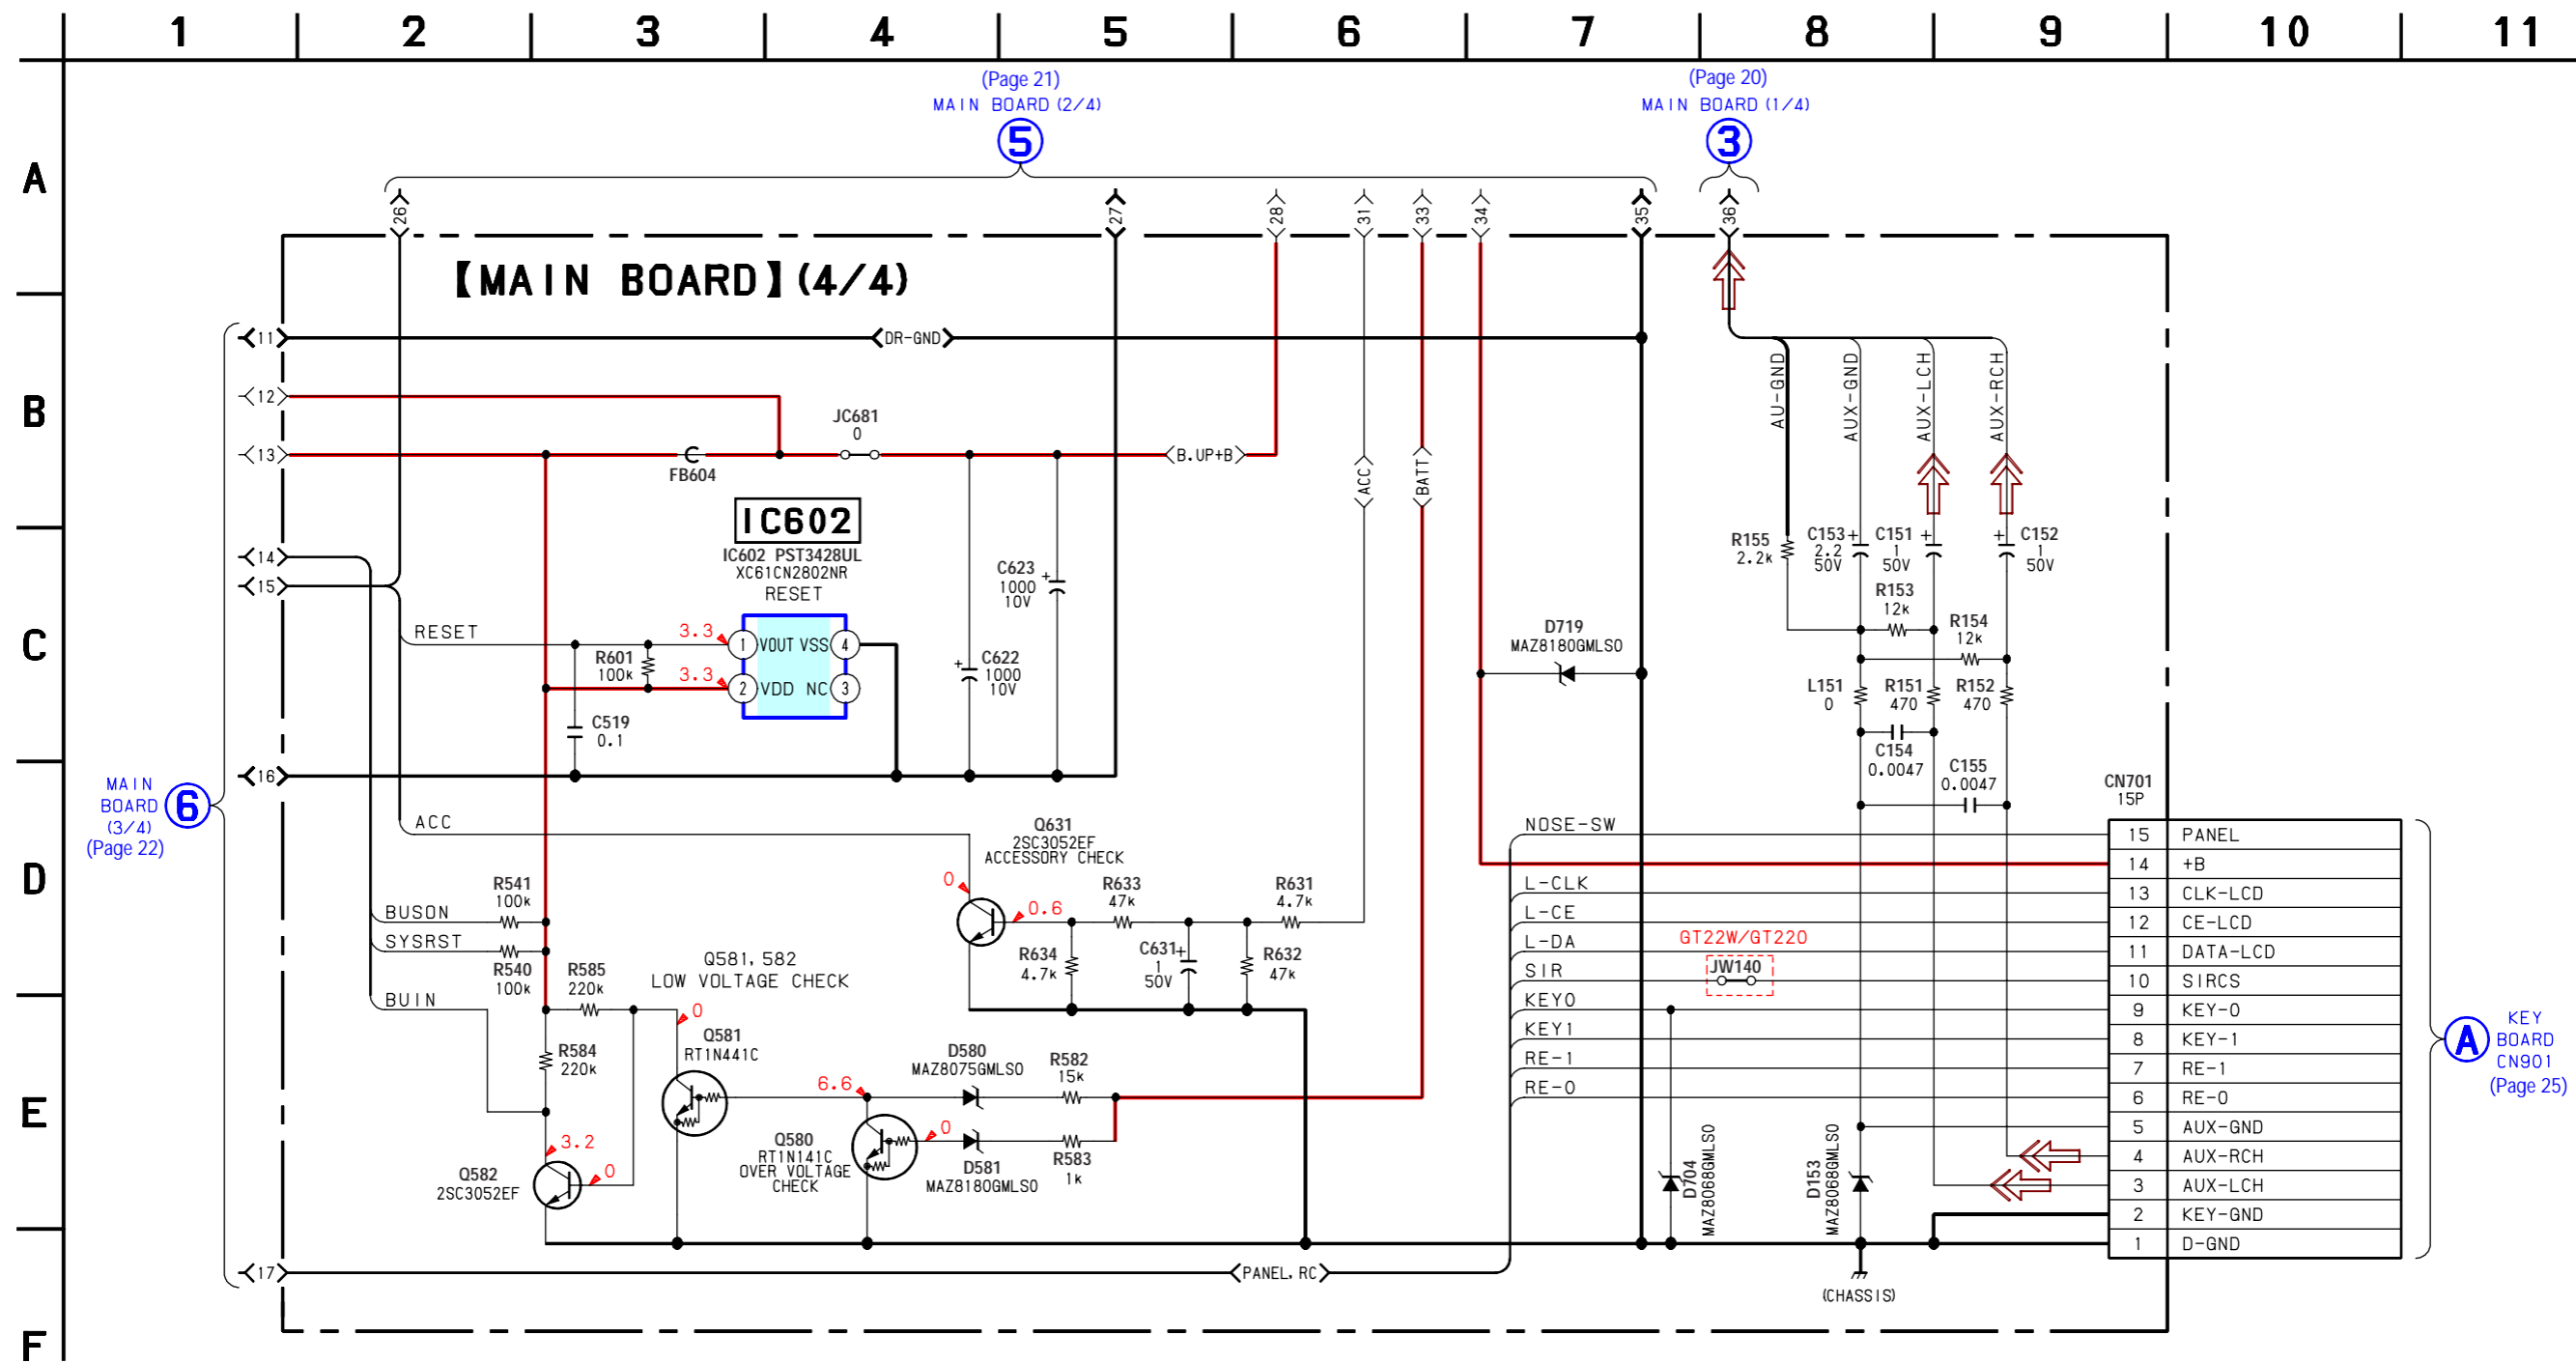 1 2 3 4 5 6 7 8 9 10 11
(Page 21)
MAIN BOARD (2/4)
5
(Page 20)
MAIN BOARD (1/4)
3
A
26
27
28
31
33
34
35
36
【MAIN BOARD】(4/4)
11
DR-GND
AU-GND
AUX-GND
AUX-LCH
AUX-RCH
B
12
JC681
0
13
FB604
B.UP+B
ACC
BATT
IC602
IC602 PST3428UL
XC61CN2802NR
RESET
14
15
C623
1000
10V
+
R155
2.2k
C153
2.2
50V
+
C151
1
50V
+
C152
1
50V
+
R153
12k
R154
12k
C
RESET
3.3
1 VOUT VSS 4
R601
100k
3.3
2 VDD NC 3
C622
1000
10V
+
D719
MAZ8180GMLS0
L151
0
R151
470
R152
470
C519
0.1
C154
0.0047
C155
0.0047
16
MAIN
BOARD
(3/4)
(Page 22)
6
CN701
15P
ACC
Q631
2SC3052EF
ACCESSORY CHECK
NOSE-SW
15 PANEL
14 +B
D
0
0.6
R633
47k
R631
4.7k
L-CLK
13 CLK-LCD
R541
100k
BUSON
L-CE
12 CE-LCD
SYSRST
R540
100k
R634
4.7k
C631
1
50V
+
R632
47k
L-DA
GT22W/GT220
11 DATA-LCD
R585
220k
Q581, 582
LOW VOLTAGE CHECK
SIR
JW140
10 SIRCS
BUIN
0
KEY0
9 KEY-0
Q581
RT1N441C
KEY1
8 KEY-1
R584
220k
D580
MAZ8075GMLS0
R582
15k
RE-1
7 RE-1
6.6
RE-0
6 RE-0
A
KEY
BOARD
CN901
(Page 25)
E
3.2
Q580
RT1N141C
OVER VOLTAGE
CHECK
0
D581
MAZ8180GMLS0
R583
1k
5 AUX-GND
4 AUX-RCH
Q582
2SC3052EF
0
D704
MAZ8068GMLS0
D153
MAZ8068GMLS0
3 AUX-LCH
2 KEY-GND
1 D-GND
17
PANEL, RC
(CHASSIS)
F